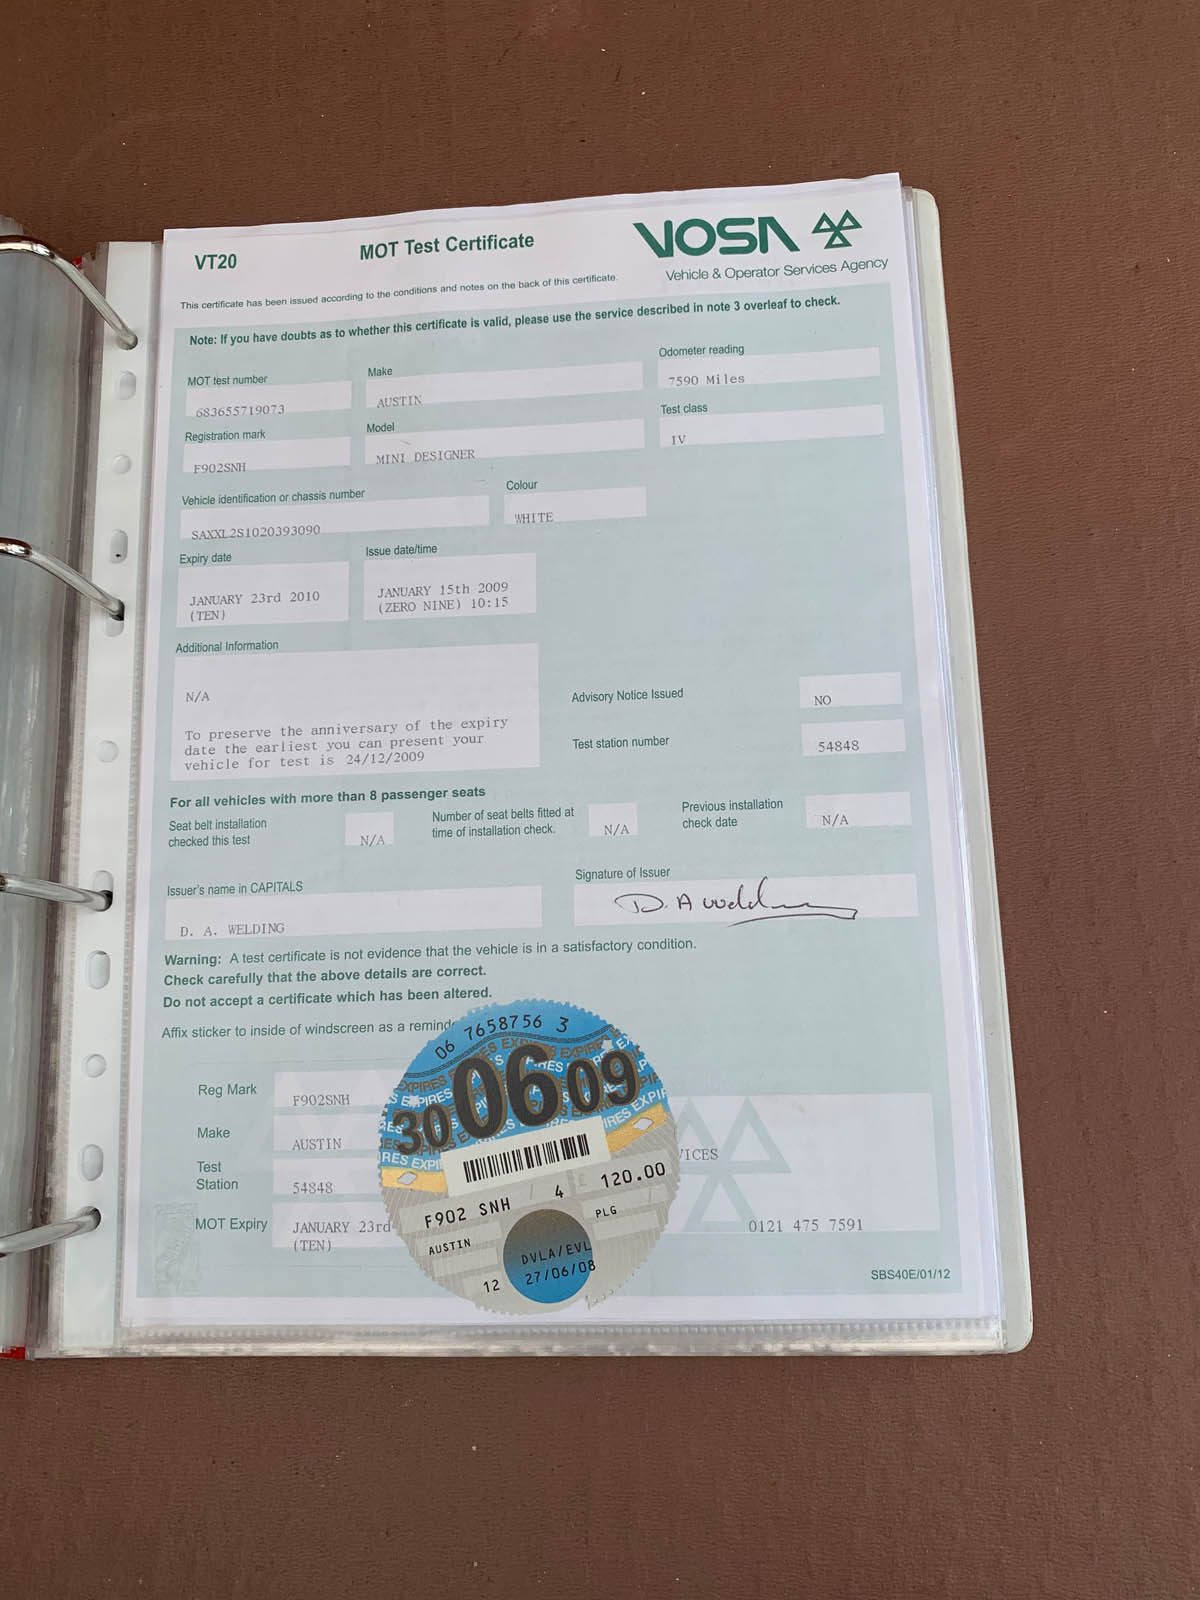 VT20
MOT Test Certificate
VOSA
Vehicle & Operator Services Agency
This certificate has been issued according to the conditions and notes on the back of this certificate.
Note: If you have doubts as to whether this certificate is valid, please use the service described in note 3 overleaf to check.
MOT test number
683655719073
Make
AUSTIN
Odometer reading
7590 Miles
Registration mark
F902SNH
Model
MINI DESIGNER
Test class
IV
Vehicle identification or chassis number
SAXXL2S1020393090
Colour
WHITE
Expiry date
JANUARY 23rd 2010
(TEN)
Issue date/time
JANUARY 15th 2009
(ZERO NINE) 10:15
Additional Information
N/A
To preserve the anniversary of the expiry
date the earliest you can present your
vehicle for test is 24/12/2009
Advisory Notice Issued
NO
Test station number
54848
For all vehicles with more than 8 passenger seats
Seat belt installation
checked this test
N/A
Number of seat belts fitted at
time of installation check.
N/A
Previous installation
check date
N/A
Issuer's name in CAPITALS
D. A. WELDING
Signature of Issuer
D. A Welding
Warning: A test certificate is not evidence that the vehicle is in a satisfactory condition.
Check carefully that the above details are correct.
Do not accept a certificate which has been altered.
Affix sticker to inside of windscreen as a remind
Reg Mark
F902SNH
Make
AUSTIN
Test
Station
54848
MOT Expiry
JANUARY 23rd
(TEN)
VICES
0121 475 7591
SBS40E/01/12
06 7658756 3
30 06 09
F902 SNH / 4 £ 120.00
AUSTIN
PLG
12
DVLA/EVL
27/06/08